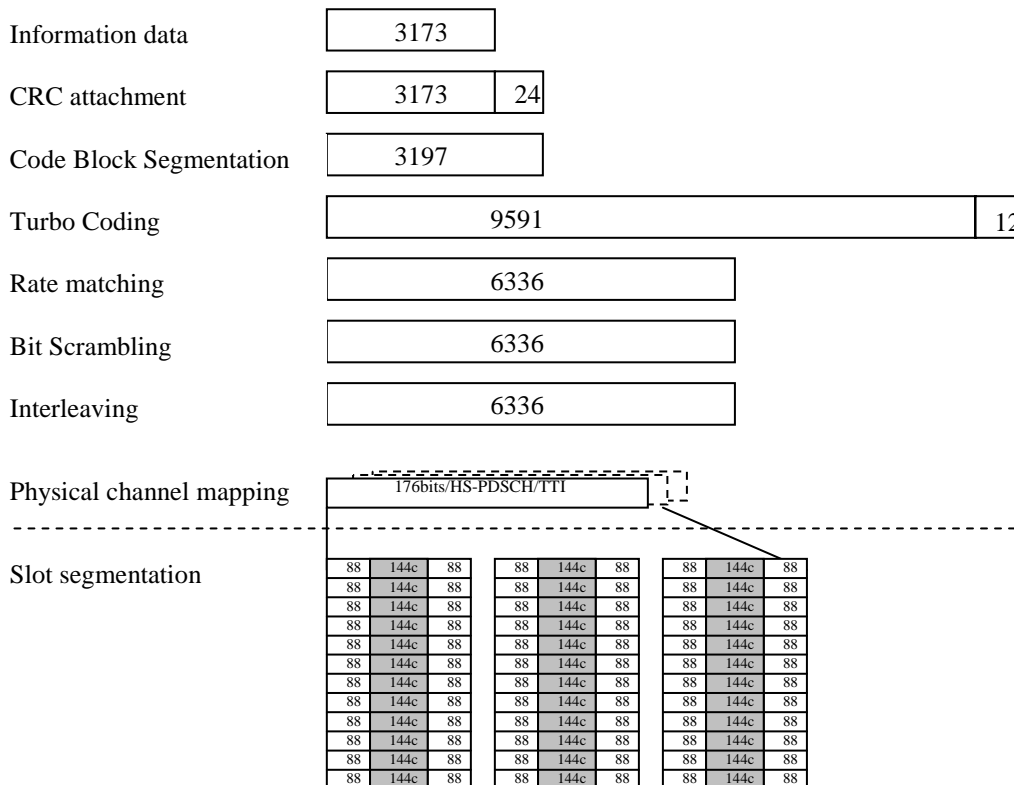 Information data 3173
CRC attachment 3173 24
Code Block Segmentation 3197
Turbo Coding 9591 12
Rate matching 6336
Bit Scrambling 6336
Interleaving 6336
Physical channel mapping 176bits/HS-PDSCH/TTI
Slot segmentation 88 144c 88 88 144c 88 88 144c 88
88 144c 88 88 144c 88 88 144c 88
88 144c 88 88 144c 88 88 144c 88
88 144c 88 88 144c 88 88 144c 88
88 144c 88 88 144c 88 88 144c 88
88 144c 88 88 144c 88 88 144c 88
88 144c 88 88 144c 88 88 144c 88
88 144c 88 88 144c 88 88 144c 88
88 144c 88 88 144c 88 88 144c 88
88 144c 88 88 144c 88 88 144c 88
88 144c 88 88 144c 88 88 144c 88
88 144c 88 88 144c 88 88 144c 88